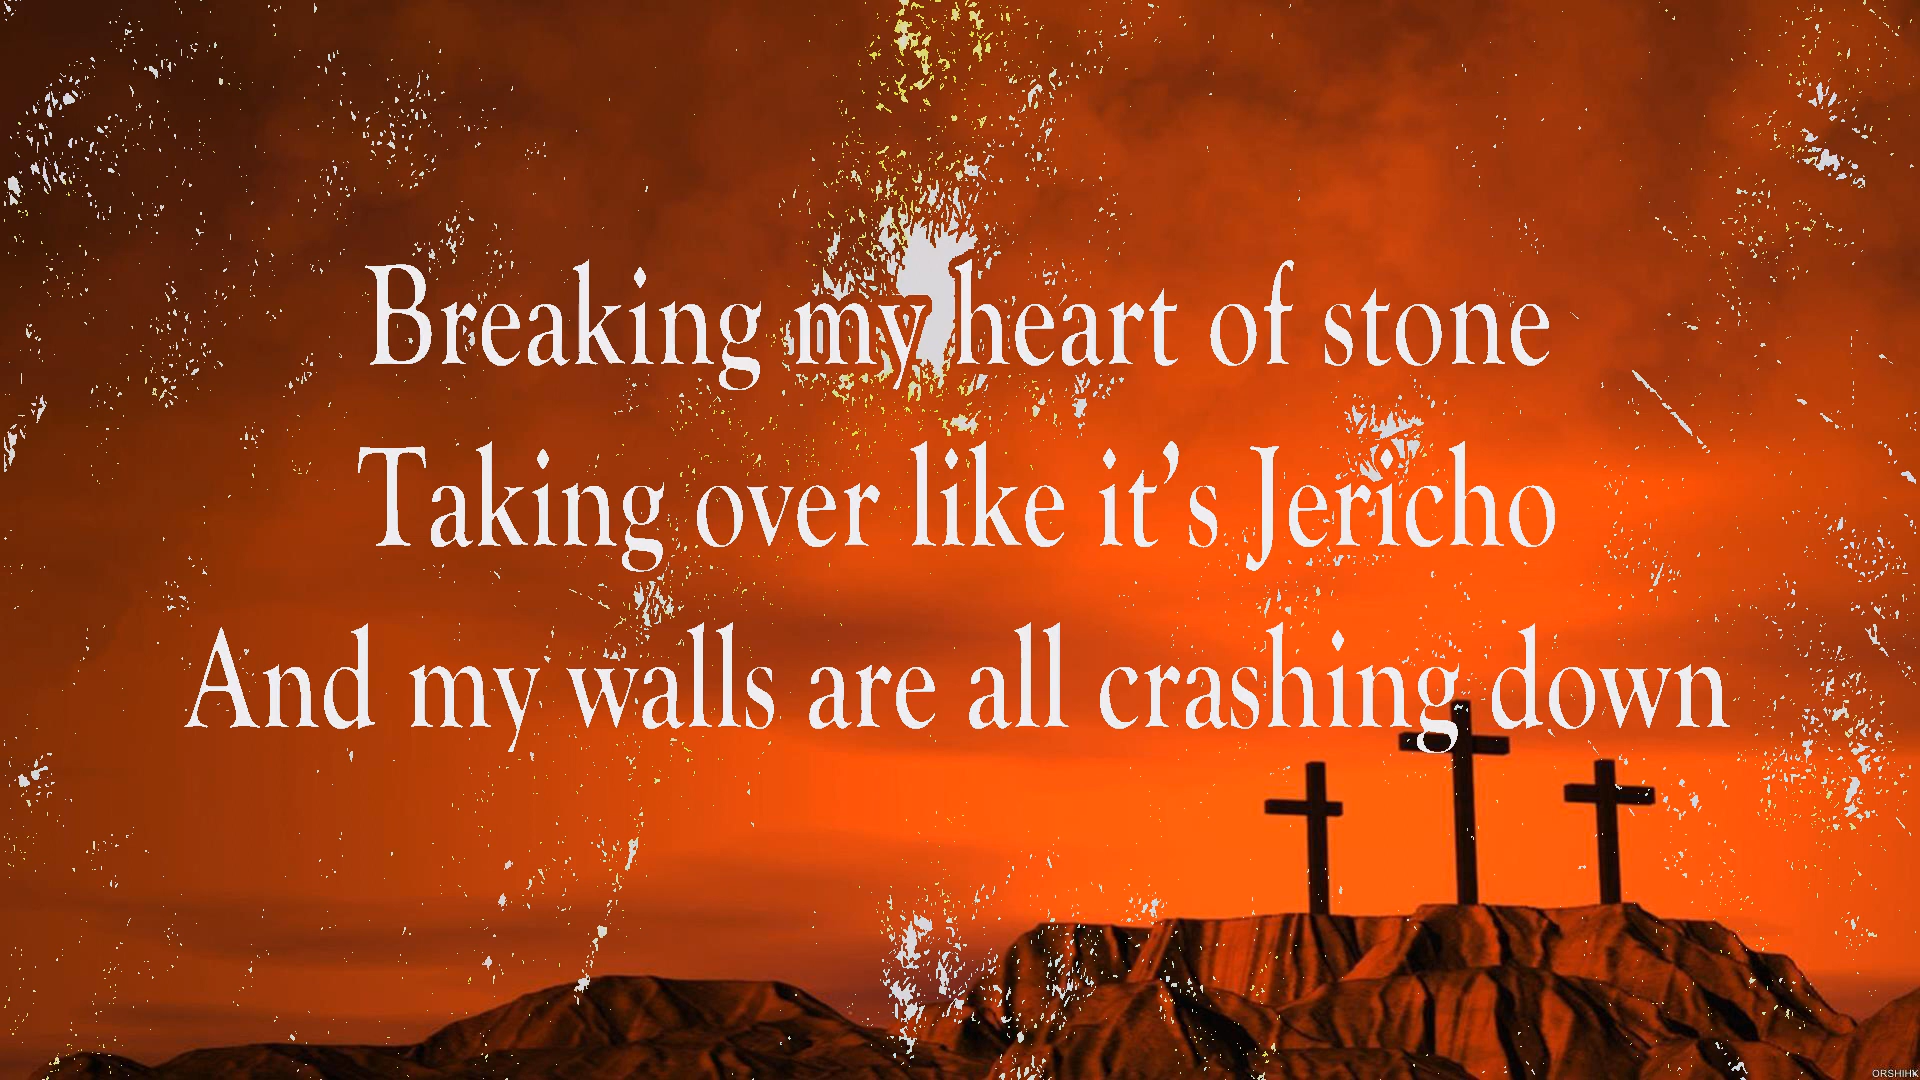 Breaking my heart of stone
Taking over like it’s Jericho
And my walls are all crashing down
ORSHIHK